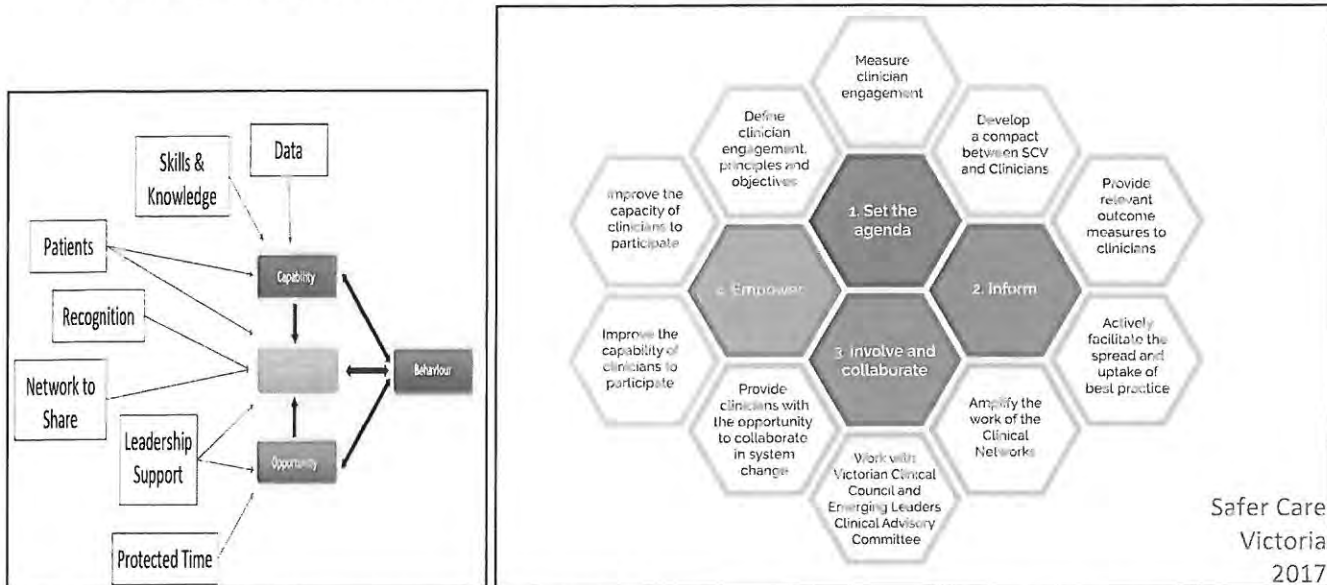 Skills &
Knowledge
Data
Patients
Capability
Recognition
Behaviour
Network to
Share
Leadership
Support
Opportunity
Protected Time
Measure
clinician
engagement
Define
clinician
engagement,
principles and
objectives
Develop
a compact
between SCV
and Clinicians
Improve the
capacity of
clinicians to
participate
1. Set the
agenda
Provide
relevant
outcome
measures to
clinicians
4. Empower
2. Inform
Improve the
capability of
clinicians to
participate
3. Involve and
collaborate
Actively
facilitate the
spread and
uptake of
best practice
Provide
clinicians with
the opportunity
to collaborate
in system
change
Amplify the
work of the
Clinical
Networks
Work with
Victorian Clinical
Council and
Emerging Leaders
Clinical Advisory
Committee
Safer Care
Victoria
2017